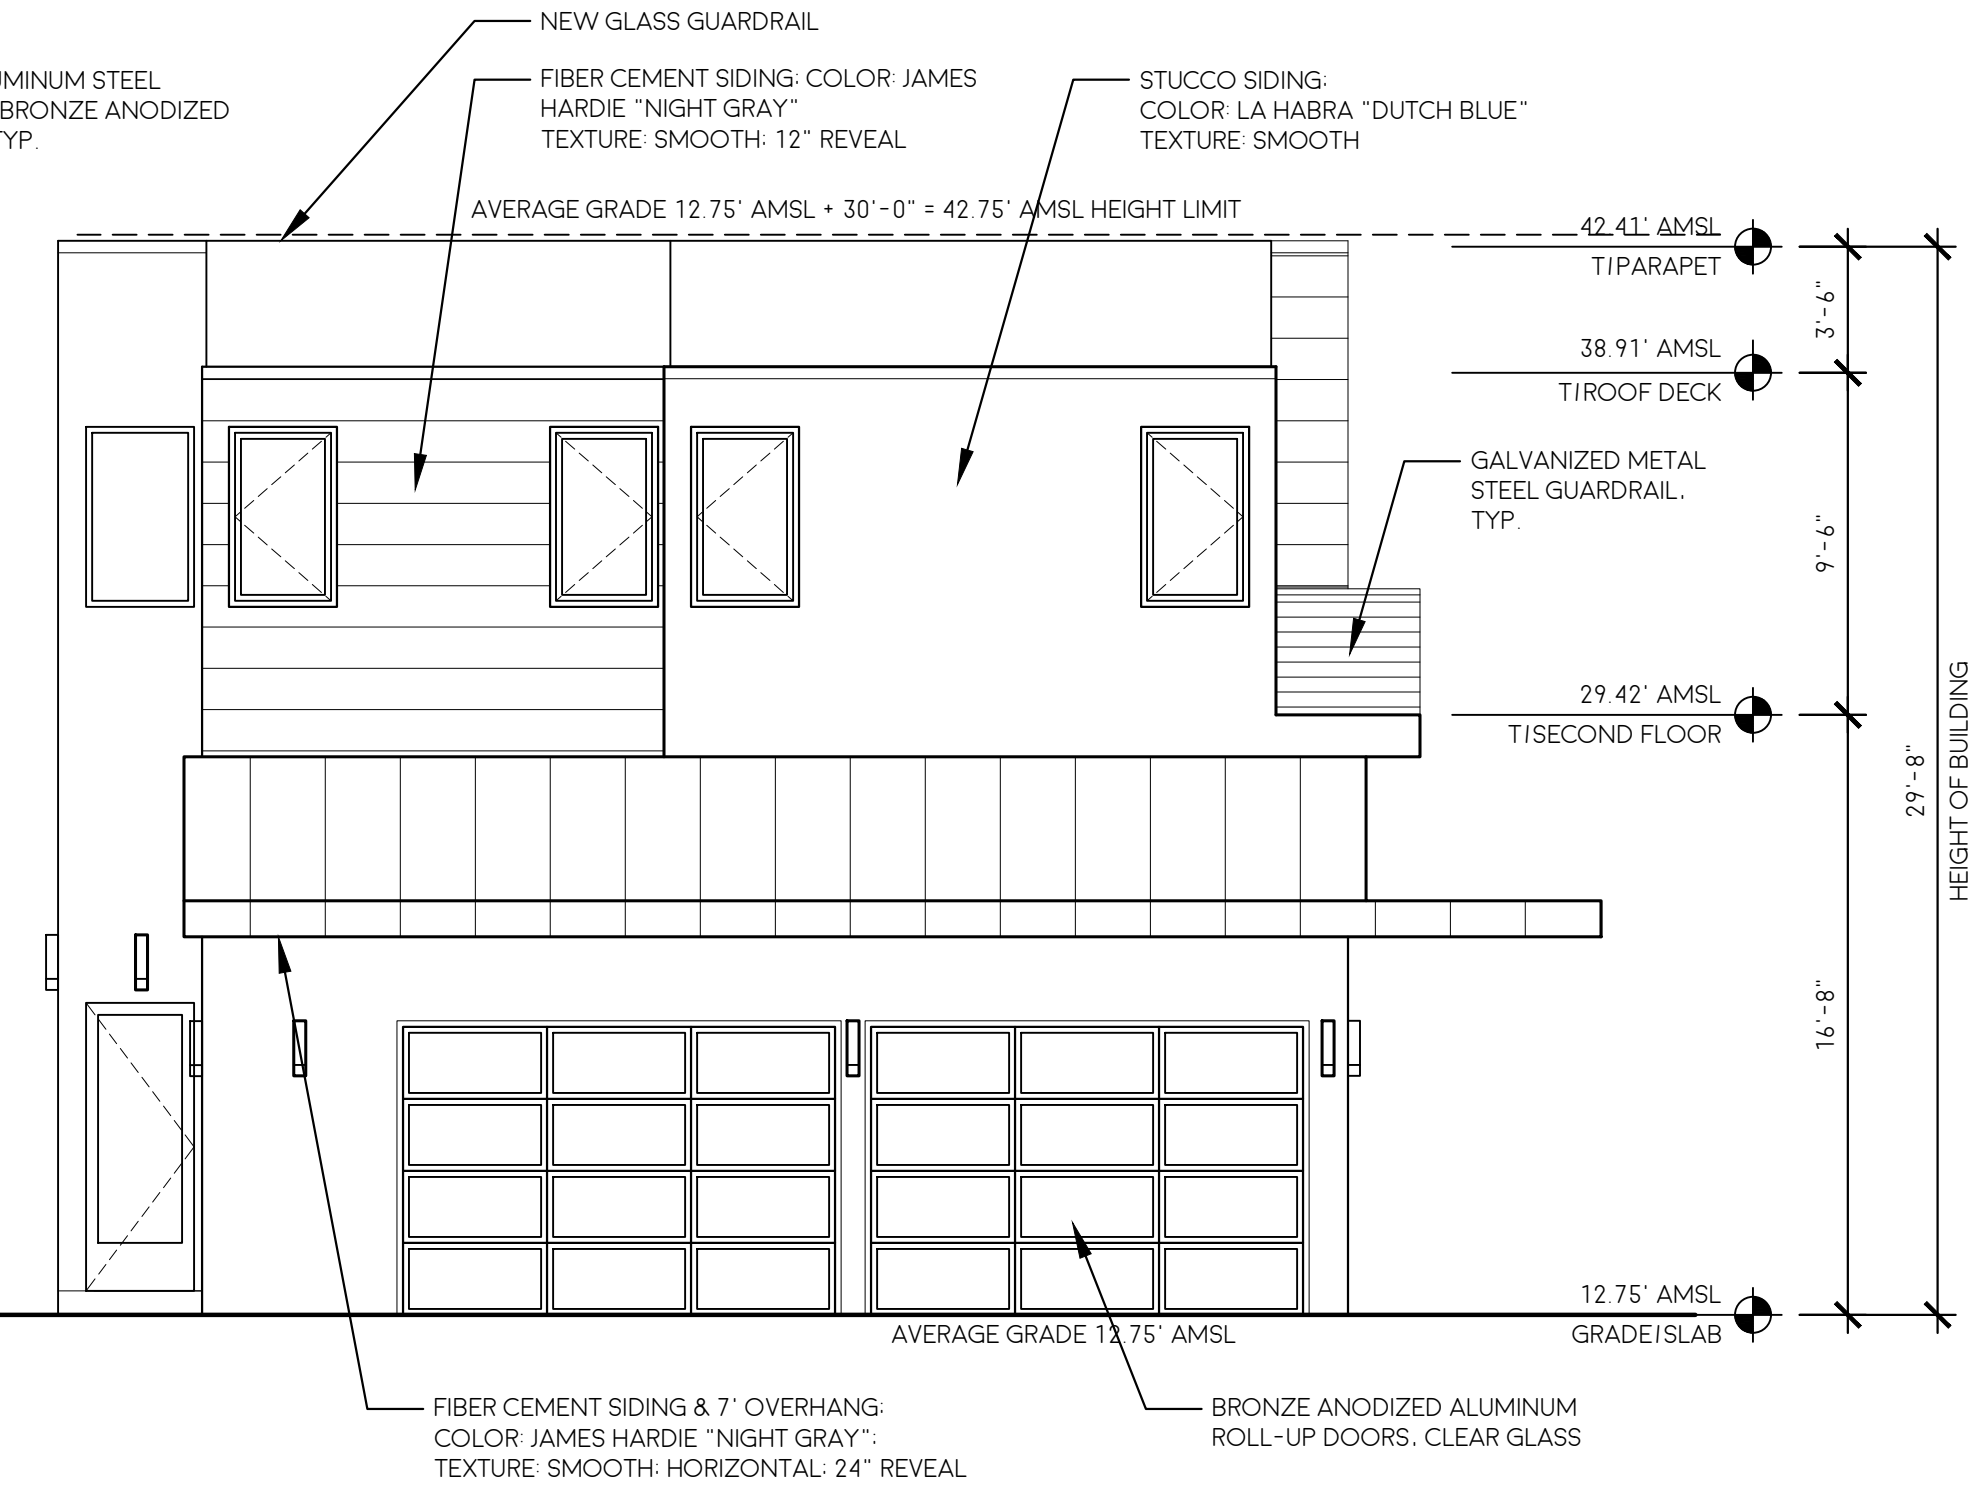 NEW GLASS GUARDRAIL
UMINUM STEEL
BRONZE ANODIZED
TYP.
FIBER CEMENT SIDING; COLOR: JAMES
HARDIE "NIGHT GRAY"
TEXTURE: SMOOTH; 12" REVEAL
STUCCO SIDING;
COLOR: LA HABRA "DUTCH BLUE"
TEXTURE: SMOOTH
AVERAGE GRADE 12.75' AMSL + 30'-0" = 42.75' AMSL HEIGHT LIMIT
42.41' AMSL
T/PARAPET
3'-6"
38.91' AMSL
T/ROOF DECK
GALVANIZED METAL
STEEL GUARDRAIL,
TYP.
9'-6"
29.42' AMSL
T/SECOND FLOOR
29'-8"
HEIGHT OF BUILDING
16'-8"
12.75' AMSL
GRADE/SLAB
AVERAGE GRADE 12.75' AMSL
FIBER CEMENT SIDING & 7' OVERHANG;
COLOR: JAMES HARDIE "NIGHT GRAY";
TEXTURE: SMOOTH; HORIZONTAL; 24" REVEAL
BRONZE ANODIZED ALUMINUM
ROLL-UP DOORS, CLEAR GLASS